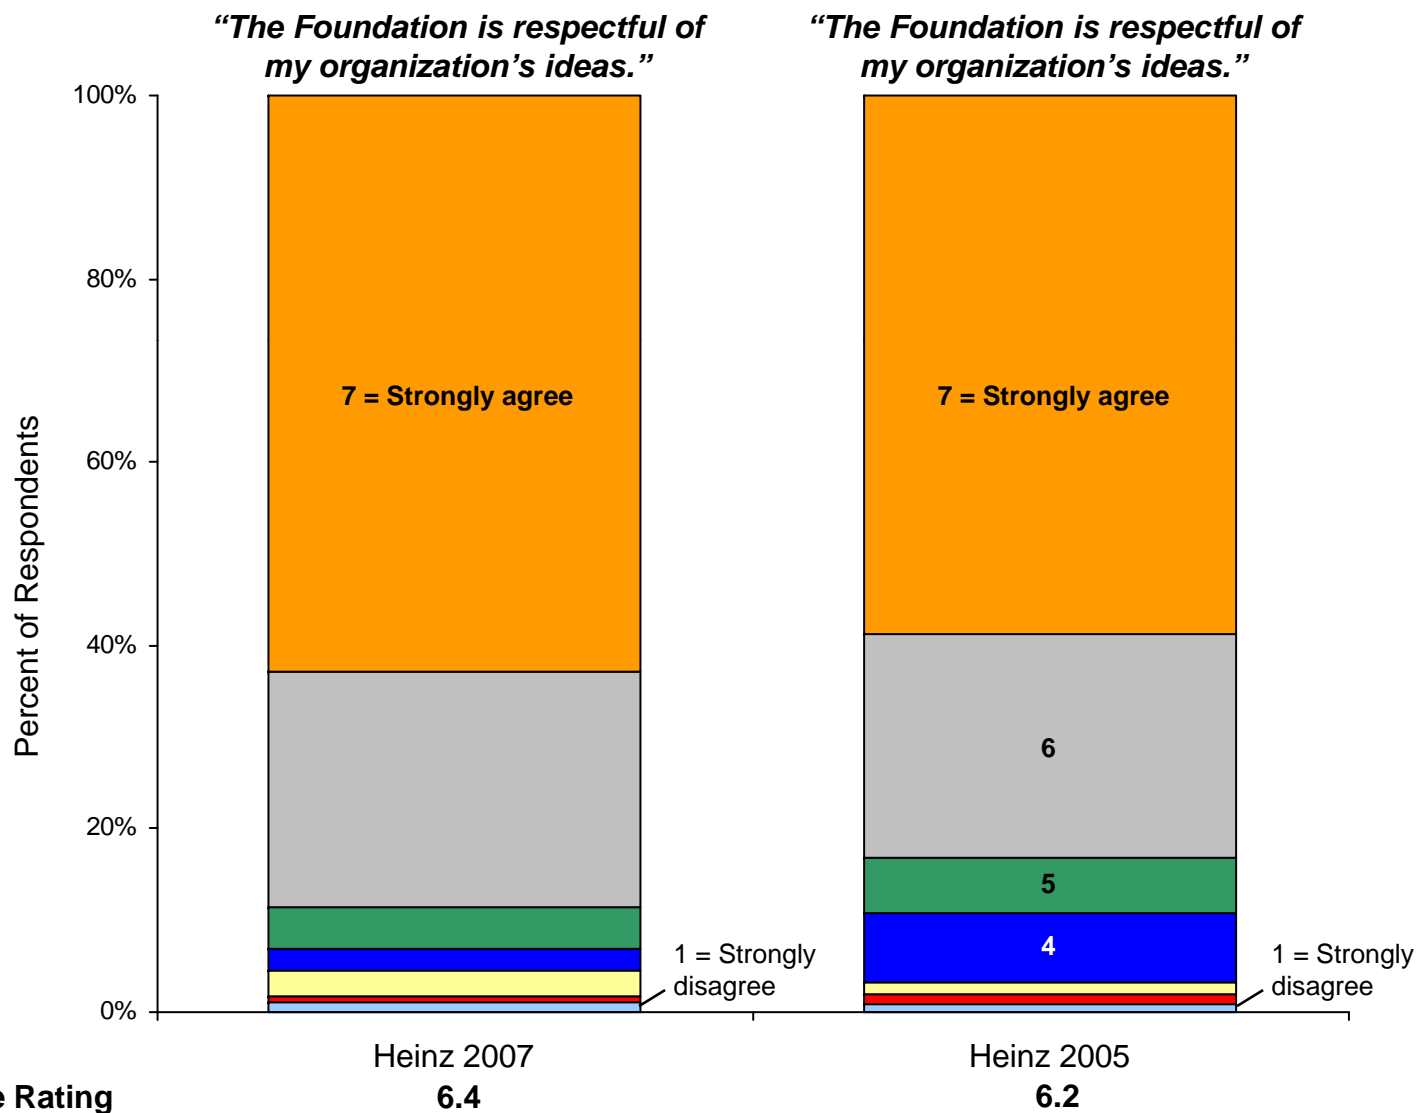 “The Foundation is respectful of
my organization’s ideas.”
“The Foundation is respectful of
my organization’s ideas.”
100%
80%
60%
40%
20%
0%
Percent of Respondents
7 = Strongly agree
7 = Strongly agree
6
5
4
1 = Strongly
disagree
1 = Strongly
disagree
Heinz 2007
Heinz 2005
Rating
6.4
6.2